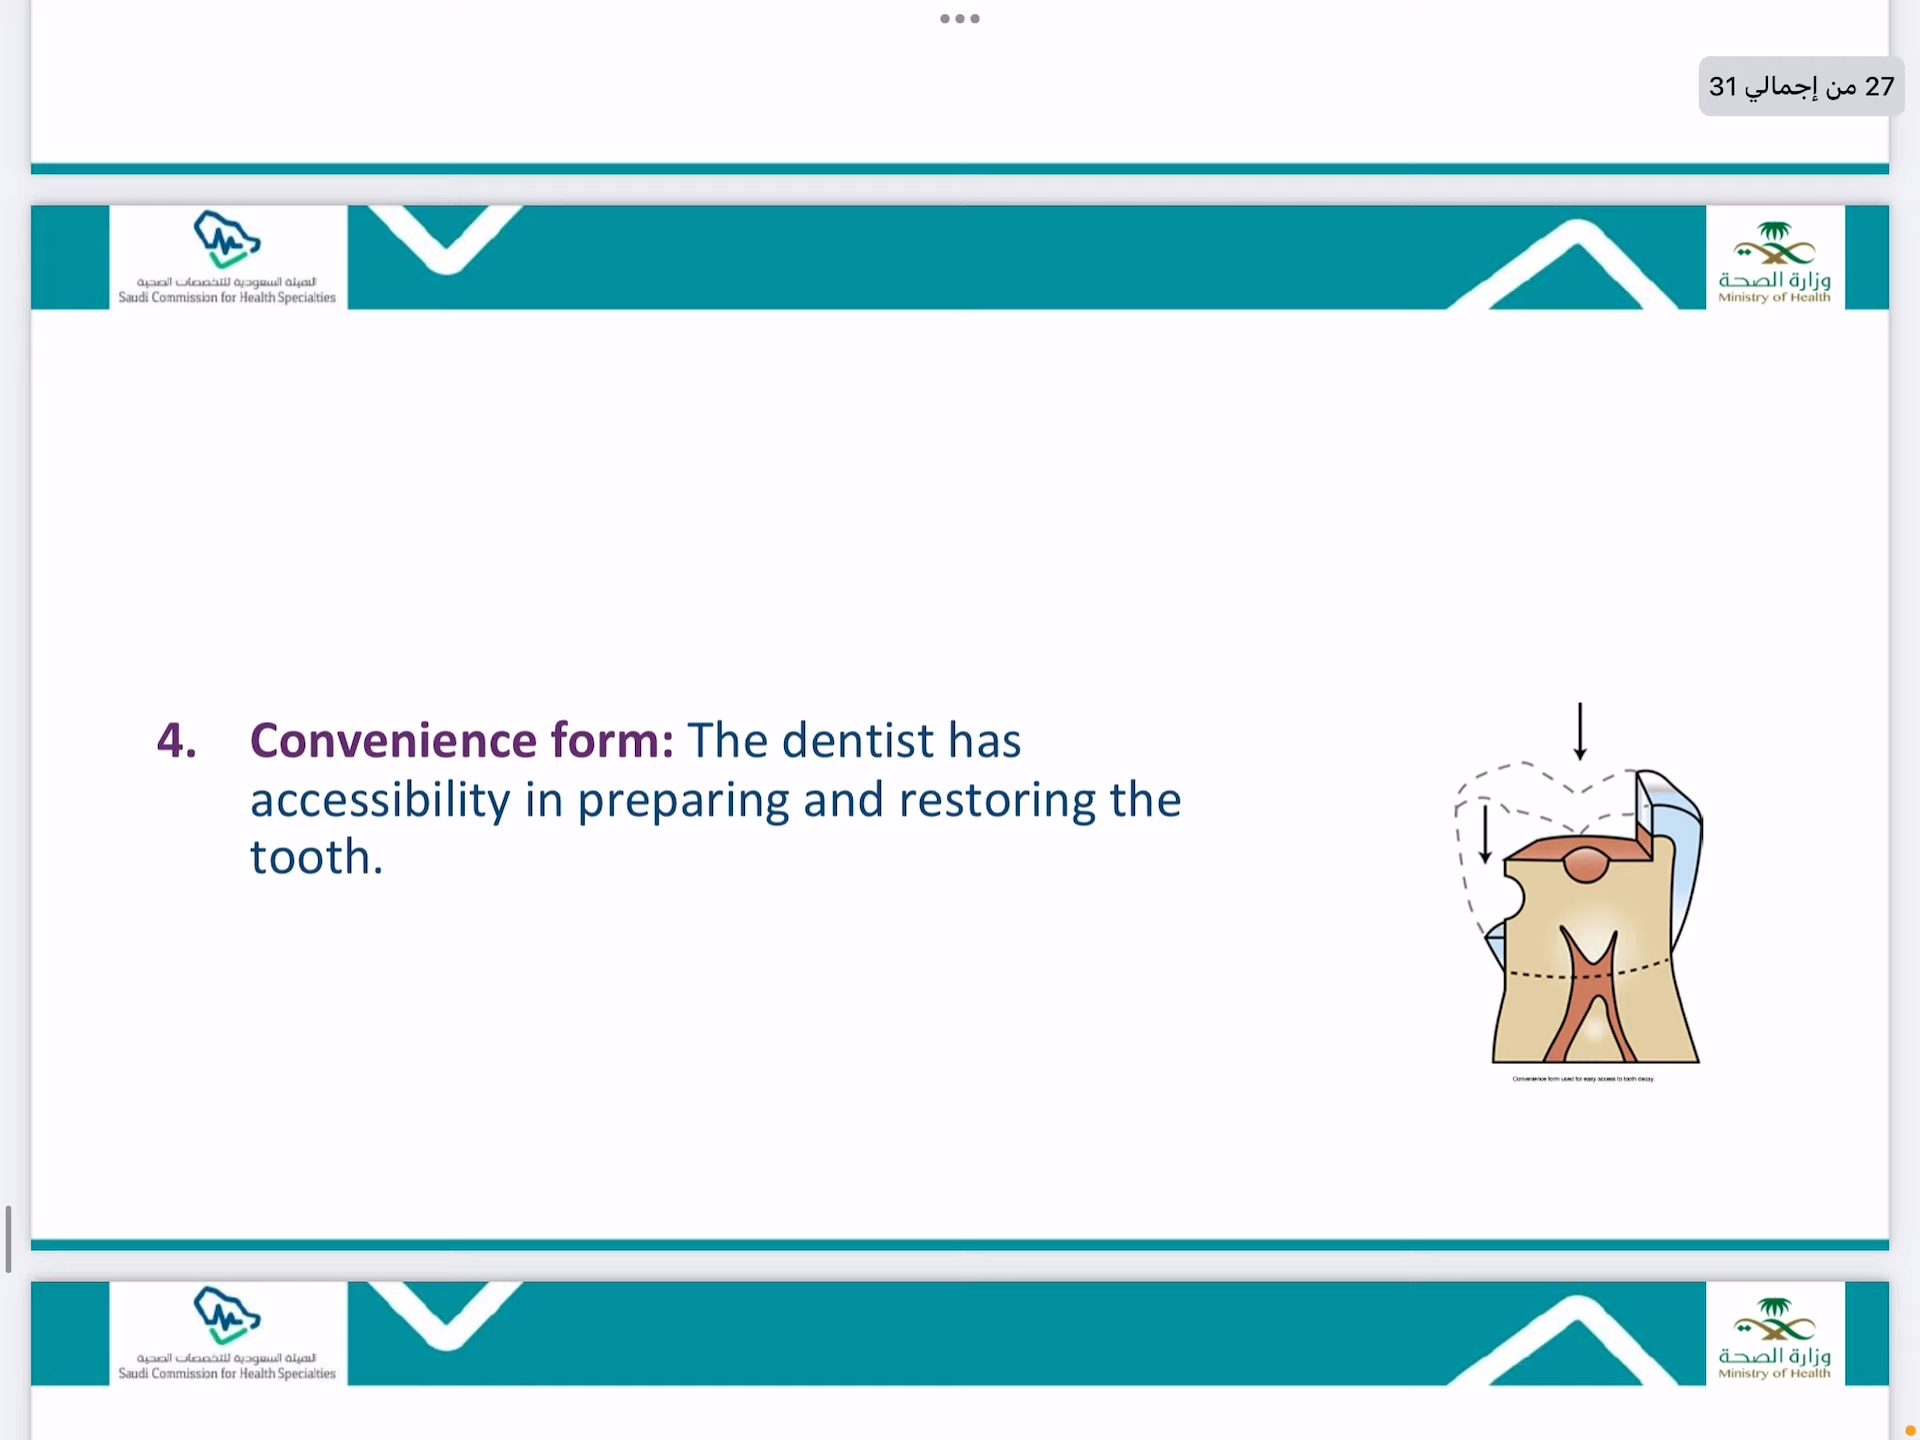 27 من إجمالي 31
الهيئة السعودية للتخصصات الصحية
Saudi Commission for Health Specialties
وزارة الصحة
Ministry of Health
4. Convenience form: The dentist has
accessibility in preparing and restoring the
tooth.
Convenience form used for easy access to tooth decay.
الهيئة السعودية للتخصصات الصحية
Saudi Commission for Health Specialties
وزارة الصحة
Ministry of Health